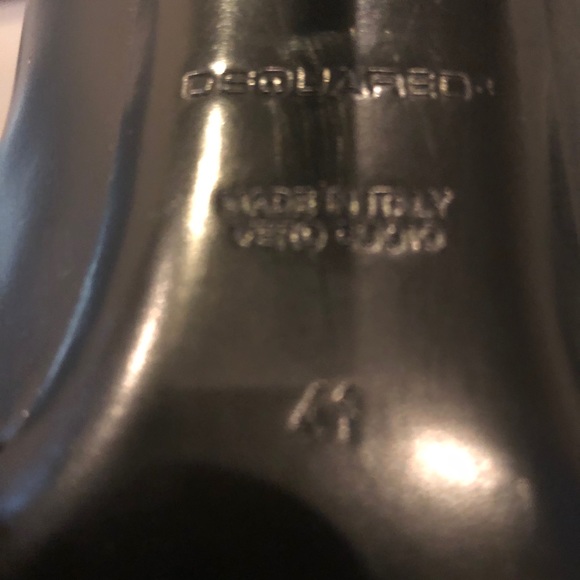 DSQUARED2
MADE IN ITALY
VERO CUOIO
41